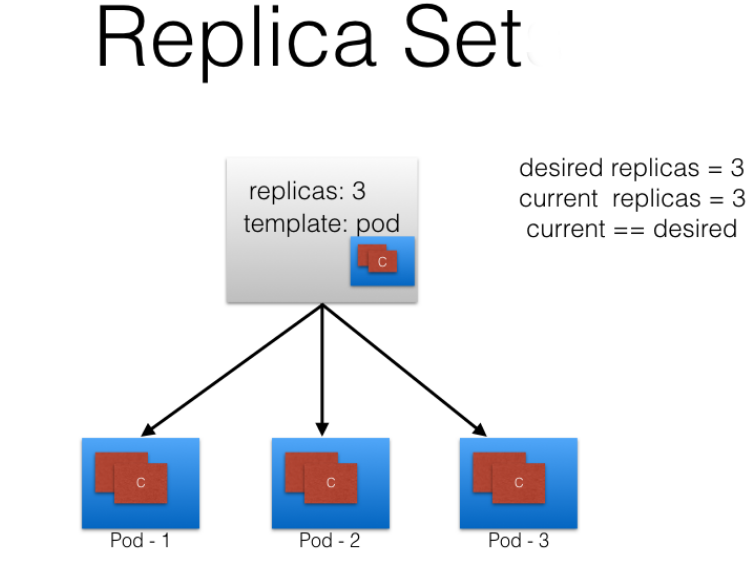 Replica Set
replicas: 3
template: pod
C
desired replicas = 3
current  replicas = 3
current == desired
C
C
C
Pod - 1
Pod - 2
Pod - 3